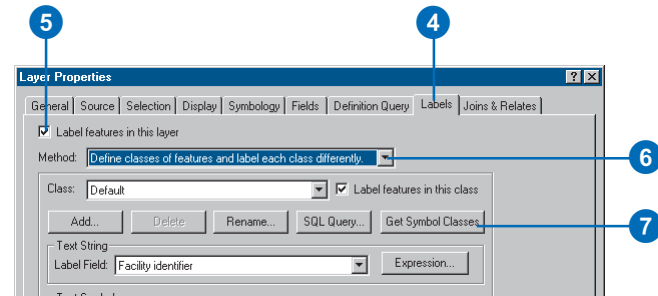 5
4
Layer Properties
General Source Selection Display Symbology Fields Definition Query Labels Joins & Relates
Label features in this layer
Method: Define classes of features and label each class differently.
6
Class: Default Label features in this class
Add... Delete Rename... SQL Query... Get Symbol Classes
7
Text String
Label Field: Facility identifier Expression...